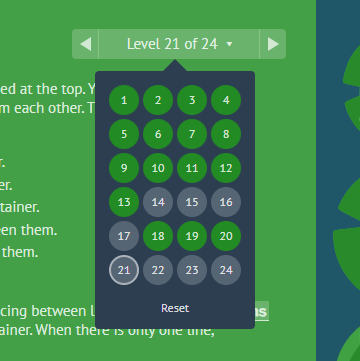 Level 21 of 24
ed at the top. Y
m each other. T
1 2 3 4
5 6 7 8
r.
9 10 11 12
er.
tainer.
13 14 15 16
een them.
17 18 19 20
them.
21 22 23 24
Reset
cing between l
ns
ainer. When there is only one line,